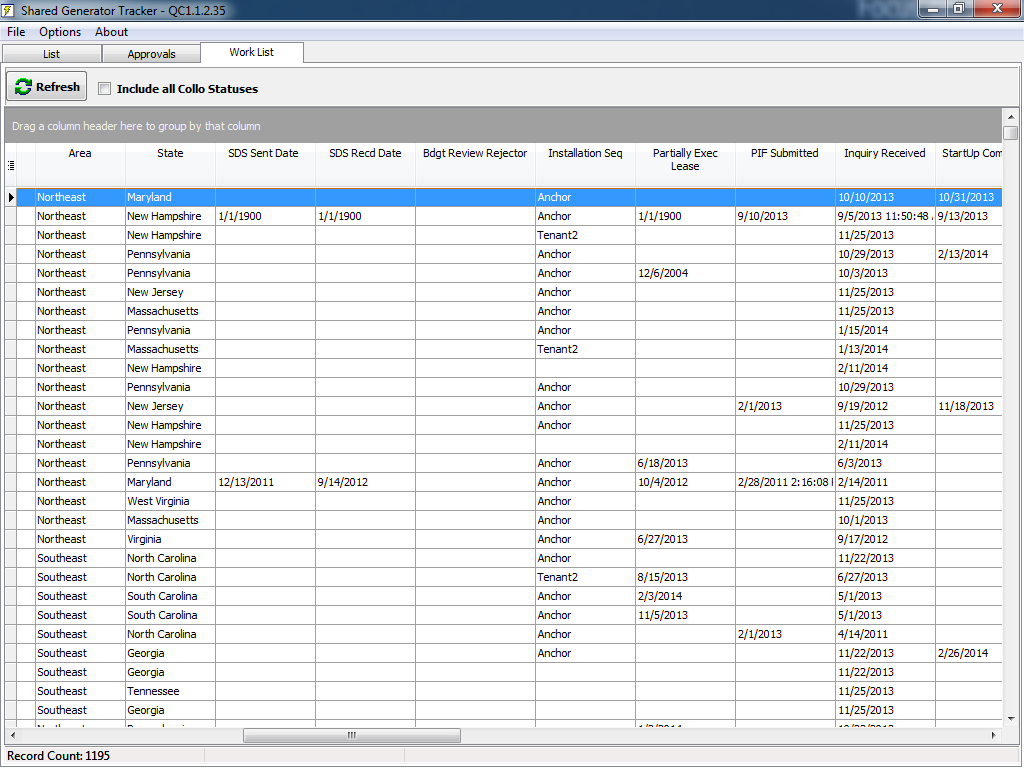 Shared Generator Tracker - QC1.1.2.35
File Options About
List Approvals Work List
Refresh Include all Collo Statuses
Drag a column header here to group by that column
Area State SDS Sent Date SDS Recd Date Bdgt Review Rejector Installation Seq Partially Exec Lease PIF Submitted Inquiry Received StartUp Com
Northeast Maryland Anchor 10/10/2013 10/31/2013
Northeast New Hampshire 1/1/1900 1/1/1900 Anchor 1/1/1900 9/10/2013 9/5/2013 11:50:48 9/13/2013
Northeast New Hampshire Tenant2 11/25/2013
Northeast Pennsylvania Anchor 10/29/2013 2/13/2014
Northeast Pennsylvania Anchor 12/6/2004 10/3/2013
Northeast New Jersey Anchor 11/25/2013
Northeast Massachusetts Anchor 11/25/2013
Northeast Pennsylvania Anchor 1/15/2014
Northeast Massachusetts Tenant2 1/13/2014
Northeast New Hampshire 2/11/2014
Northeast Pennsylvania Anchor 10/29/2013
Northeast New Jersey Anchor 2/1/2013 9/19/2012 11/18/2013
Northeast New Hampshire Anchor 11/25/2013
Northeast New Hampshire 2/11/2014
Northeast Pennsylvania Anchor 6/18/2013 6/3/2013
Northeast Maryland 12/13/2011 9/14/2012 Anchor 10/4/2012 2/28/2011 2:16:08 2/14/2011
Northeast West Virginia Anchor 11/25/2013
Northeast Massachusetts Anchor 10/1/2013
Northeast Virginia Anchor 6/27/2013 9/17/2012
Southeast North Carolina Anchor 11/22/2013
Southeast North Carolina Tenant2 8/15/2013 6/27/2013
Southeast South Carolina Anchor 2/3/2014 5/1/2013
Southeast South Carolina Anchor 11/5/2013 5/1/2013
Southeast North Carolina Anchor 2/1/2013 4/14/2011
Southeast Georgia Anchor 11/22/2013 2/26/2014
Southeast Georgia 11/22/2013
Southeast Tennessee 11/25/2013
Southeast Georgia 11/25/2013
Record Count: 1195